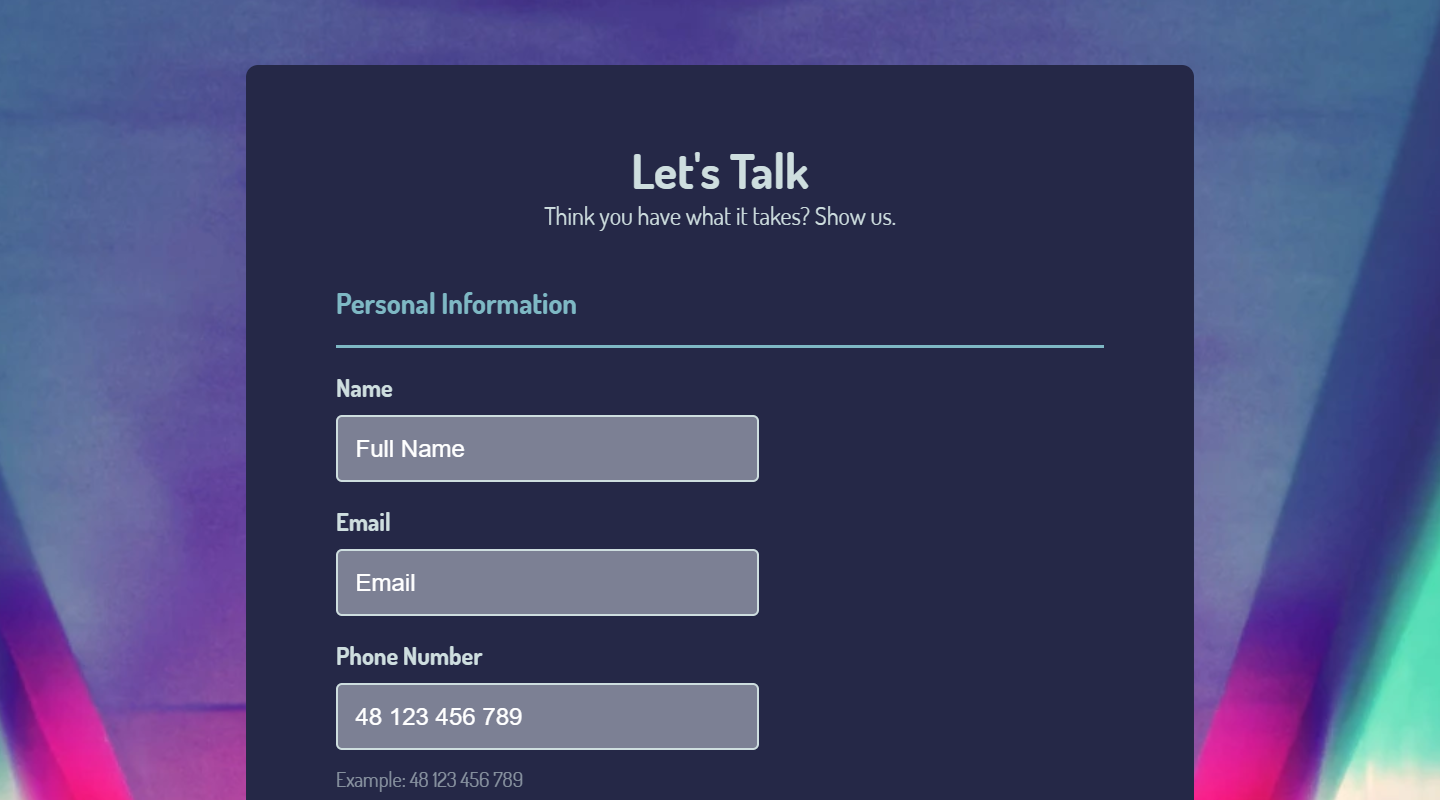 Let's Talk
Think you have what it takes? Show us.
Personal Information
Name
Full Name
Email
Email
Phone Number
48 123 456 789
Example: 48 123 456 789